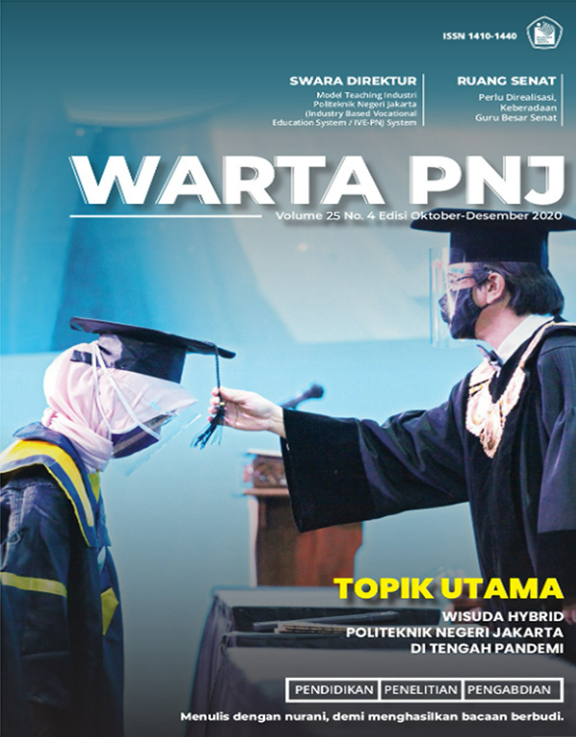 ISSN 1410-1440
SWARA DIREKTUR
Model Teaching Industri
Politeknik Negeri Jakarta
(Industry Based Vocational
Education System / IVE-PNJ System
RUANG SENAT
Perlu Direalisasi,
Keberadaan
Guru Besar Senat
WARTA PNJ
Volume 25 No. 4 Edisi Oktober-Desember 2020
TOPIK UTAMA
WISUDA HYBRID
POLITEKNIK NEGERI JAKARTA
DI TENGAH PANDEMI
PENDIDIKAN PENELITIAN PENGABDIAN
Menulis dengan nurani, demi menghasilkan bacaan berbudi.